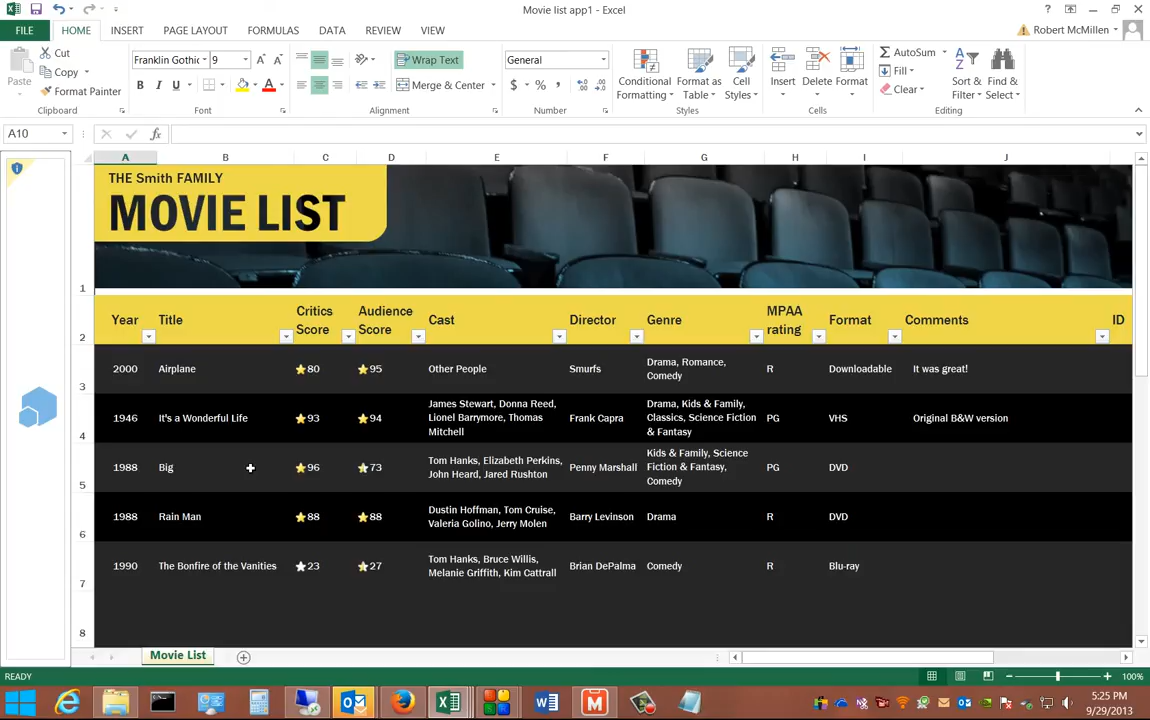 Movie list app1 - Excel
FILE HOME INSERT PAGE LAYOUT FORMULAS DATA REVIEW VIEW Robert McMillen
Paste Cut Copy Format Painter
Clipboard
Franklin Gothic 9
B I U A
Font
Wrap Text
Merge & Center
Alignment
General
$ % ,
Number
Conditional Formatting
Format as Table
Cell Styles
Styles
Insert Delete Format
Cells
AutoSum
Fill
Clear
Sort & Filter
Find & Select
Editing
A10 fx
A B C D E F G H I J
THE Smith FAMILY
MOVIE LIST
1
2 Year Title Critics Score Audience Score Cast Director Genre MPAA rating Format Comments ID
3 2000 Airplane 80 95 Other People Smurfs Drama, Romance, Comedy R Downloadable It was great!
4 1946 It's a Wonderful Life 93 94 James Stewart, Donna Reed, Lionel Barrymore, Thomas Mitchell Frank Capra Drama, Kids & Family, Classics, Science Fiction & Fantasy PG VHS Original B&W version
5 1988 Big 96 73 Tom Hanks, Elizabeth Perkins, John Heard, Jared Rushton Penny Marshall Kids & Family, Science Fiction & Fantasy, Comedy PG DVD
6 1988 Rain Man 88 88 Dustin Hoffman, Tom Cruise, Valeria Golino, Jerry Molen Barry Levinson Drama R DVD
7 1990 The Bonfire of the Vanities 23 27 Tom Hanks, Bruce Willis, Melanie Griffith, Kim Cattrall Brian DePalma Comedy R Blu-ray
8
Movie List
READY 100%
5:25 PM
9/29/2013